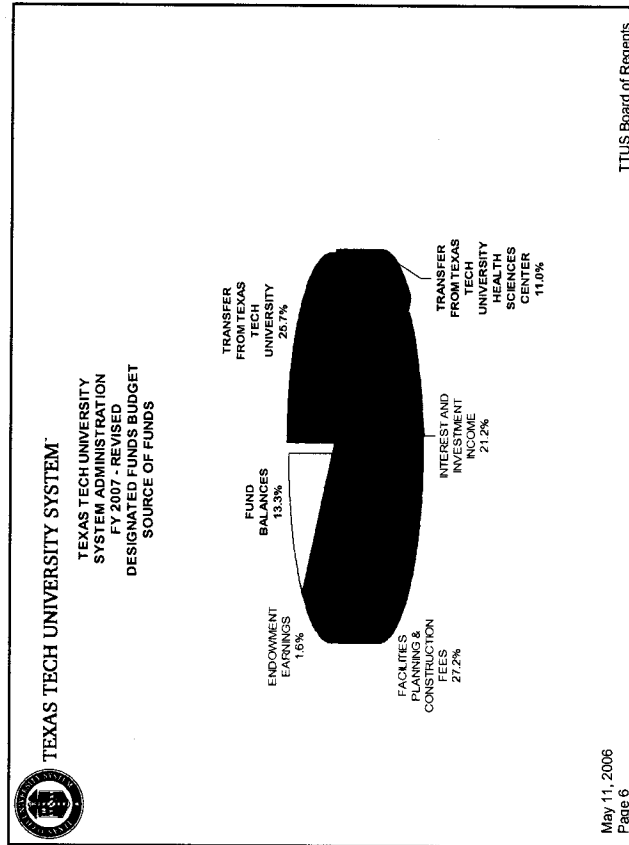 TEXAS TECH UNIVERSITY SYSTEM
TEXAS TECH UNIVERSITY
SYSTEM ADMINISTRATION
FY 2007 - REVISED
DESIGNATED FUNDS BUDGET
SOURCE OF FUNDS
FUND
BALANCES
13.3%
TRANSFER
FROM TEXAS
TECH
UNIVERSITY
25.7%
ENDOWMENT
EARNINGS
1.6%
FACILITIES
PLANNING &
CONSTRUCTION
FEES
27.2%
INTEREST AND
INVESTMENT
INCOME
21.2%
TRANSFER
FROM TEXAS
TECH
UNIVERSITY
HEALTH
SCIENCES
CENTER
11.0%
May 11, 2006
Page 6
TTUS Board of Regents